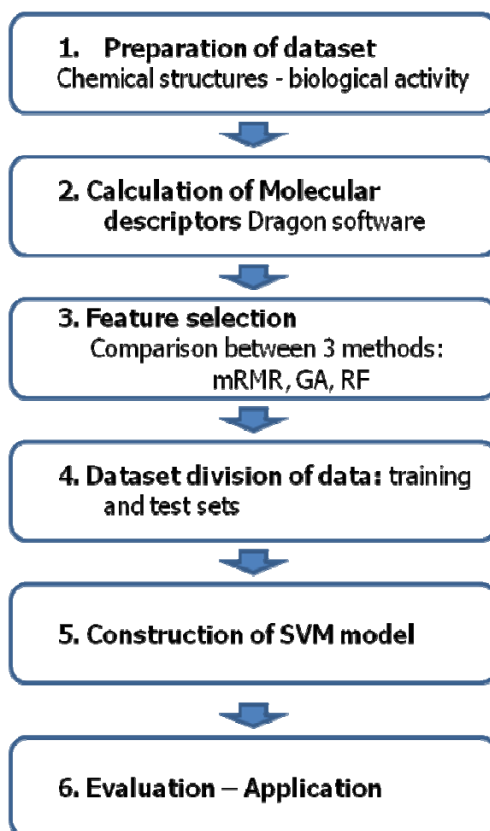 1. Preparation of dataset
Chemical structures - biological activity
2. Calculation of Molecular
descriptors Dragon software
3. Feature selection
Comparison between 3 methods:
mRMR, GA, RF
4. Dataset division of data: training
and test sets
5. Construction of SVM model
6. Evaluation – Application